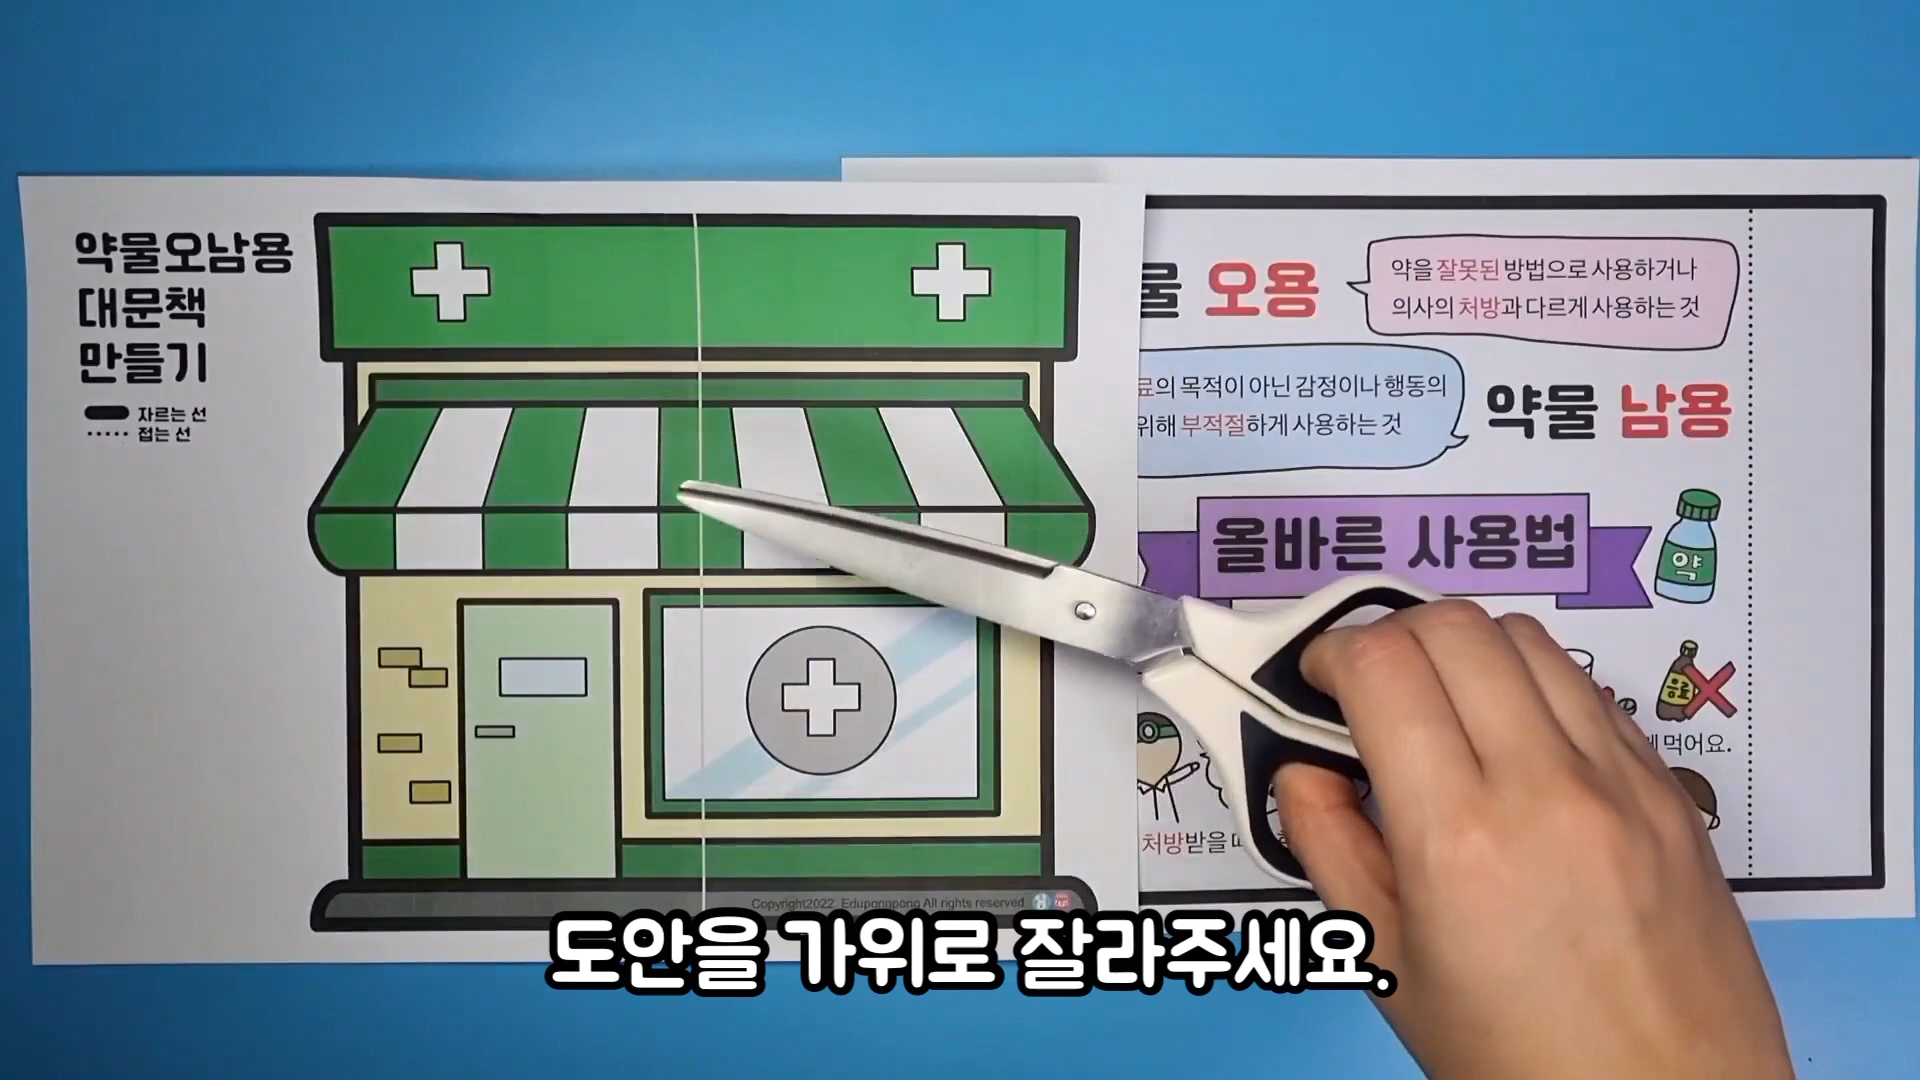 약물오남용
대문책
만들기
자르는 선
접는 선
물 오용
약을 잘못된 방법으로 사용하거나
의사의 처방과 다르게 사용하는 것
료의 목적이 아닌 감정이나 행동의
위해 부적절하게 사용하는 것
약물 남용
올바른 사용법
약
음료
게 먹어요.
처방받을 때
Copyright2022. Edupongpong All rights reserved
도안을 가위로 잘라주세요.